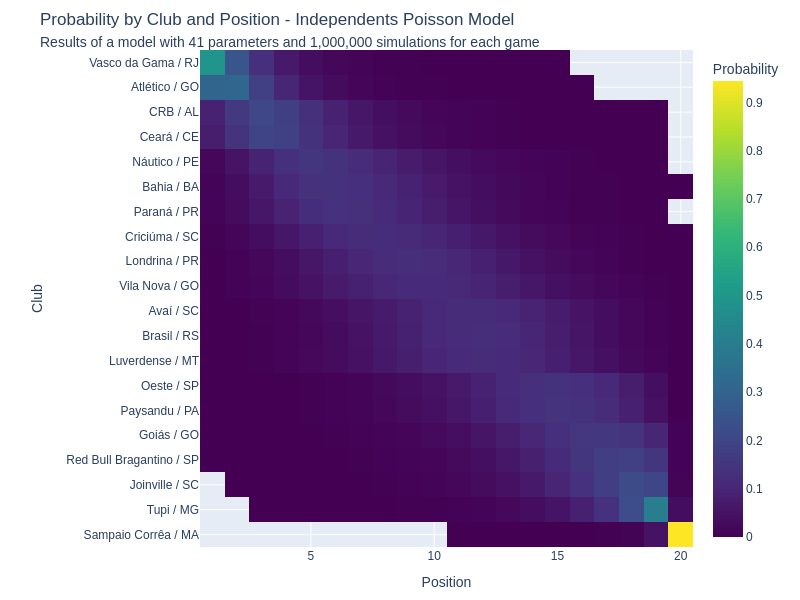 Probability by Club and Position - Independents Poisson Model
Results of a model with 41 parameters and 1,000,000 simulations for each game
Probability
Club
Vasco da Gama / RJ
Atlético / GO
CRB / AL
Ceará / CE
Náutico / PE
Bahia / BA
Paraná / PR
Criciúma / SC
Londrina / PR
Vila Nova / GO
Avaí / SC
Brasil / RS
Luverdense / MT
Oeste / SP
Paysandu / PA
Goiás / GO
Red Bull Bragantino / SP
Joinville / SC
Tupi / MG
Sampaio Corrêa / MA
0.9
0.8
0.7
0.6
0.5
0.4
0.3
0.2
0.1
0
5 10 15 20
Position